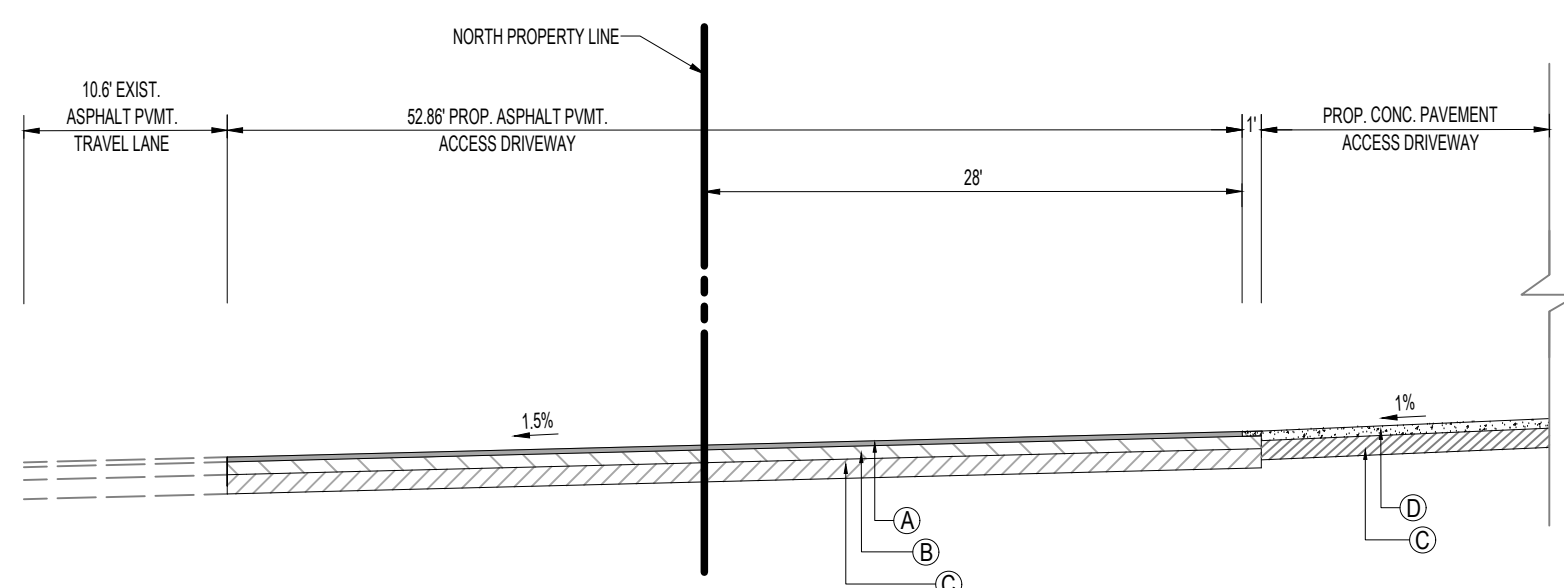 NORTH PROPERTY LINE
10.6' EXIST.
ASPHALT PVMT.
TRAVEL LANE
52.86' PROP. ASPHALT PVMT.
ACCESS DRIVEWAY
1'
PROP. CONC. PAVEMENT
ACCESS DRIVEWAY
28'
1.5%
1%
A
B
C
D
C